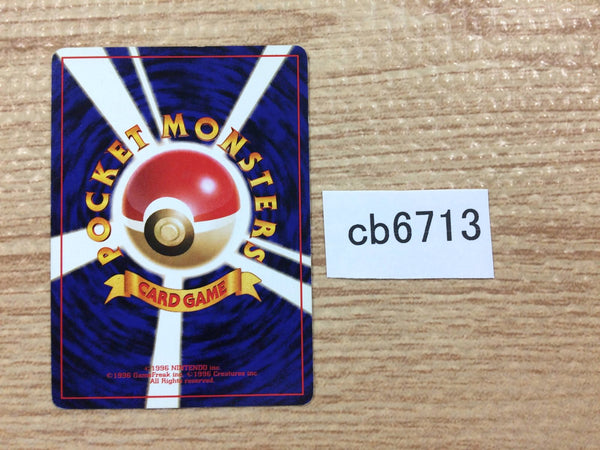 POCKET MONSTERS
CARD GAME
©1996 NINTENDO inc.
©1996 GameFreak inc. ©1996 Creatures inc.
All Rights reserved.
cb6713